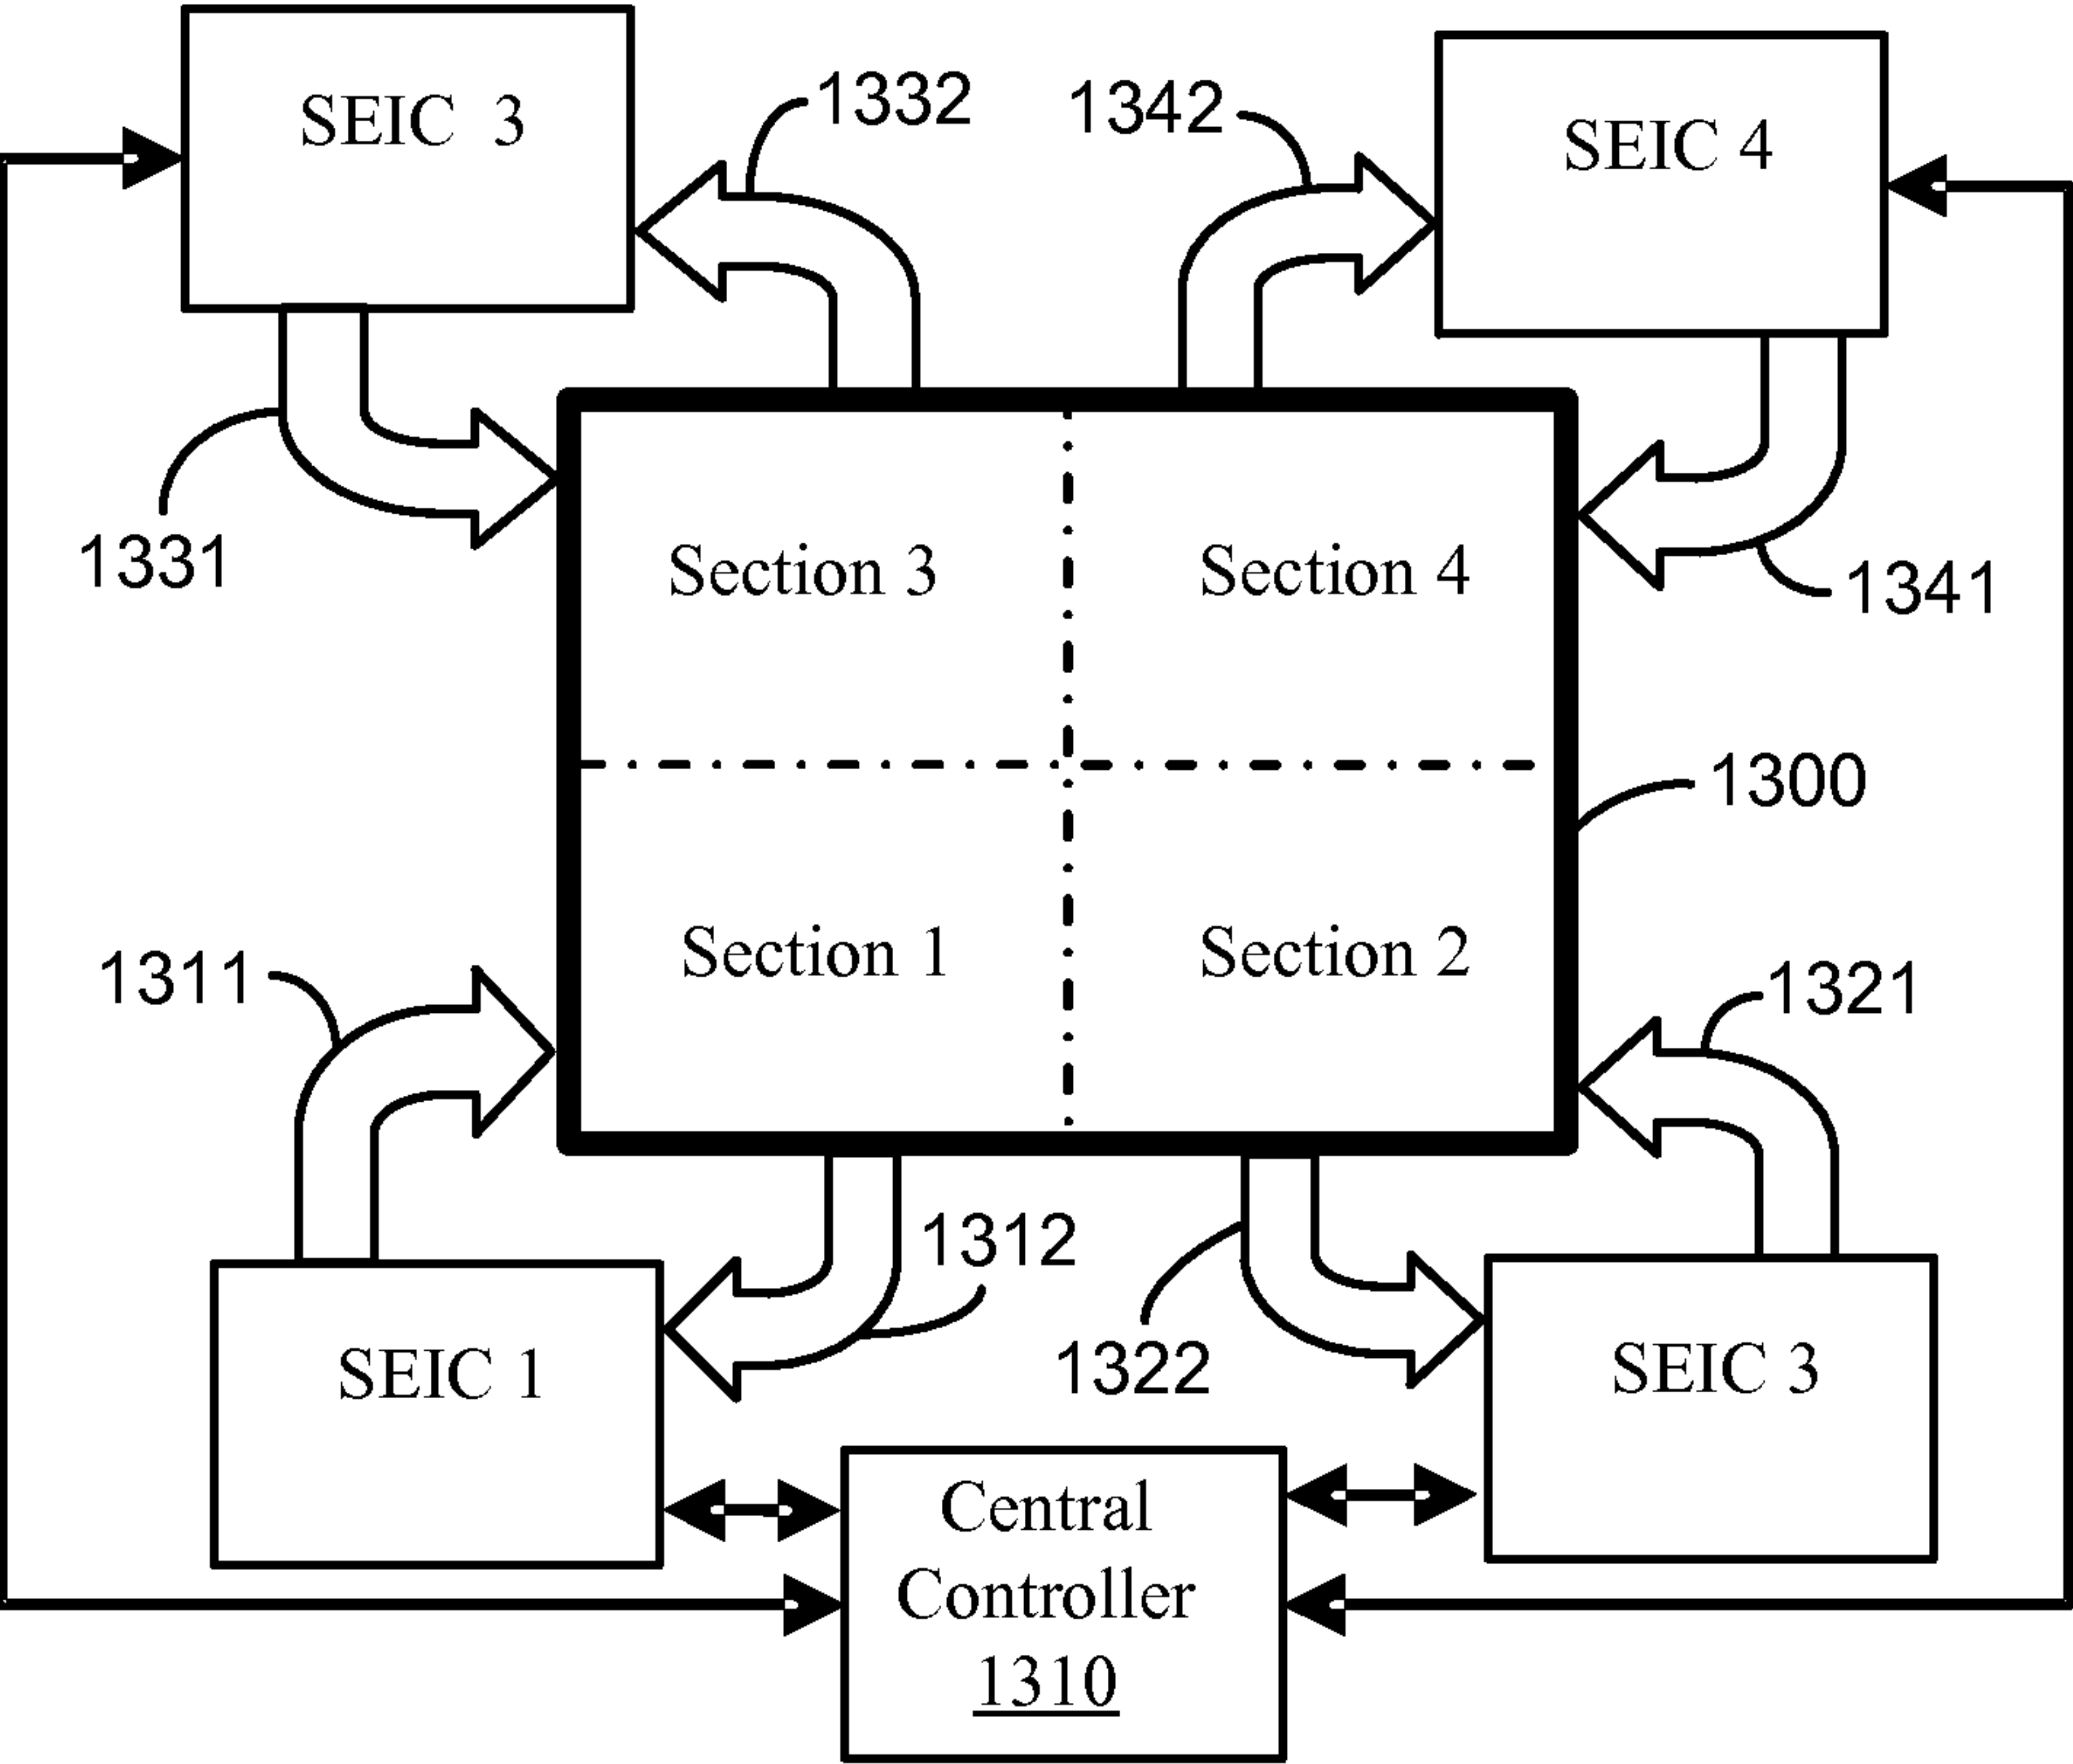 SEIC 3
1332
1342
SEIC 4
1331
Section 3
Section 4
1341
1300
1311
Section 1
Section 2
1321
1312
1322
SEIC 1
SEIC 3
Central
Controller
1310